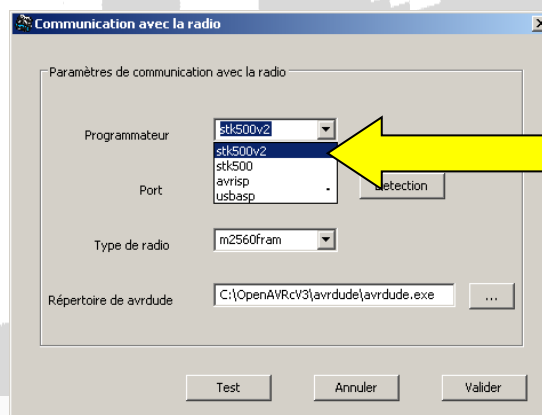 Communication avec la radio
Paramètres de communication avec la radio
Programmateur
stk500v2
stk500v2
stk500
avrisp
usbasp
Port
Detection
Type de radio
m2560fram
Répertoire de avrdude
C:\OpenAVRcV3\avrdude\avrdude.exe
...
Test
Annuler
Valider